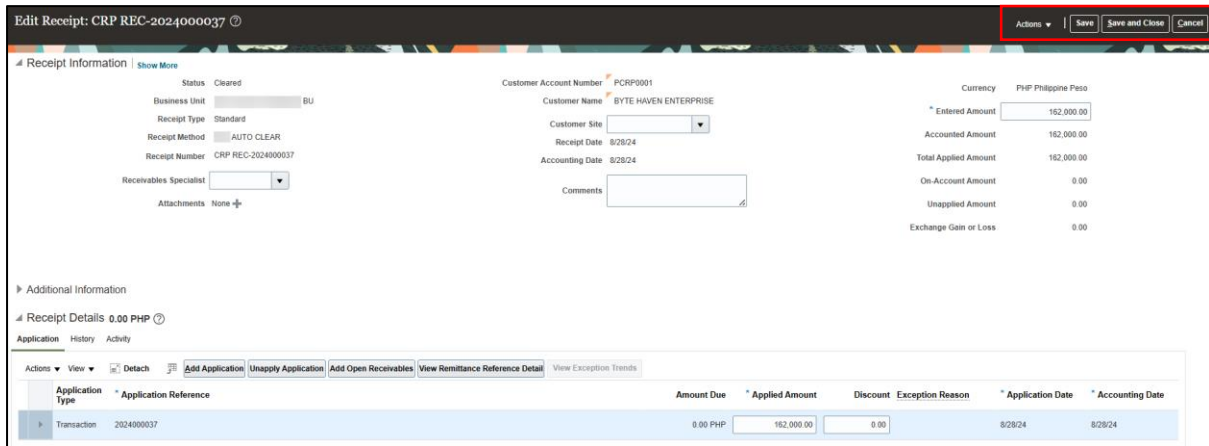 Edit Receipt: CRP REC-2024000037
Actions Save Save and Close Cancel
Receipt Information Show More
Status Cleared
Business Unit BU
Receipt Type Standard
Receipt Method AUTO CLEAR
Receipt Number CRP REC-2024000037
Receivables Specialist
Attachments None
Customer Account Number PCRP0001
Customer Name BYTE HAVEN ENTERPRISE
Customer Site
Receipt Date 8/28/24
Accounting Date 8/28/24
Comments
Currency PHP Philippine Peso
* Entered Amount 162,000.00
Accounted Amount 162,000.00
Total Applied Amount 162,000.00
On-Account Amount 0.00
Unapplied Amount 0.00
Exchange Gain or Loss 0.00
Additional Information
Receipt Details 0.00 PHP
Application History Activity
Actions View Detach Add Application Unapply Application Add Open Receivables View Remittance Reference Detail View Exception Trends
Application Type * Application Reference Amount Due * Applied Amount Discount Exception Reason * Application Date * Accounting Date
Transaction 2024000037 0.00 PHP 162,000.00 0.00 8/28/24 8/28/24